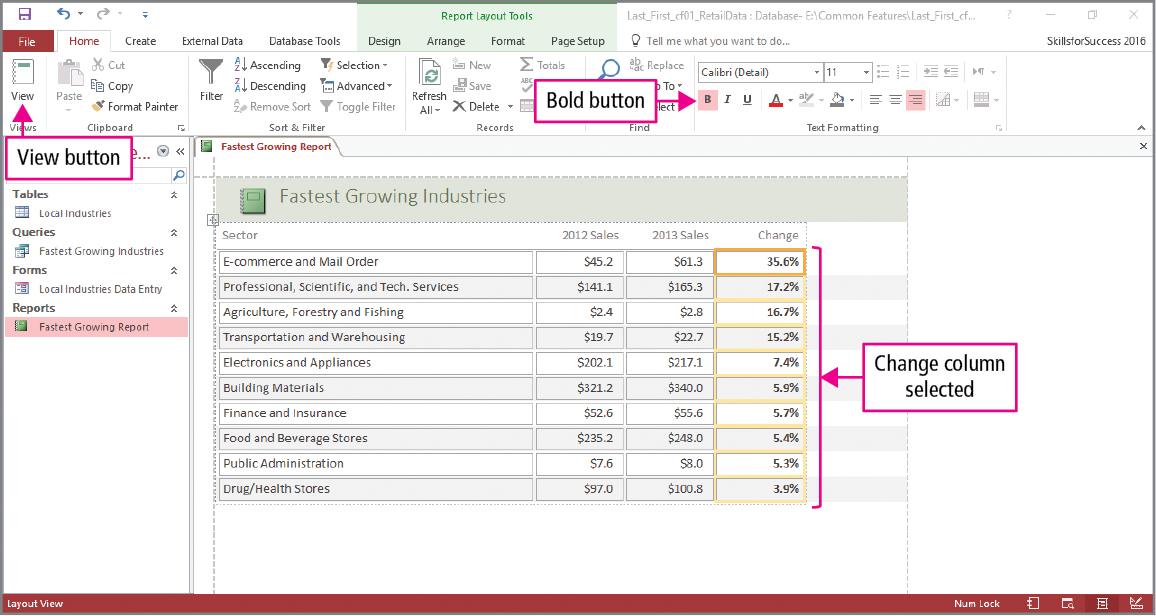 Report Layout Tools
Last_First_cf01_RetailData : Database- E:\Common Features\Last_First_cf...
?
File
Home
Create
External Data
Database Tools
Design
Arrange
Format
Page Setup
Tell me what you want to do...
SkillsforSuccess 2016
View
Views
Paste
Cut
Copy
Format Painter
Clipboard
Filter
Ascending
Descending
Remove Sort
Selection
Advanced
Toggle Filter
Sort & Filter
Refresh
All
New
Save
Delete
Totals
Records
Replace
To
Find
Bold button
Calibri (Detail)
11
B I U
A
Text Formatting
View button
e...
Fastest Growing Report
Tables
Local Industries
Queries
Fastest Growing Industries
Forms
Local Industries Data Entry
Reports
Fastest Growing Report
Fastest Growing Industries
Sector 2012 Sales 2013 Sales Change
E-commerce and Mail Order $45.2 $61.3 35.6%
Professional, Scientific, and Tech. Services $141.1 $165.3 17.2%
Agriculture, Forestry and Fishing $2.4 $2.8 16.7%
Transportation and Warehousing $19.7 $22.7 15.2%
Electronics and Appliances $202.1 $217.1 7.4%
Building Materials $321.2 $340.0 5.9%
Finance and Insurance $52.6 $55.6 5.7%
Food and Beverage Stores $235.2 $248.0 5.4%
Public Administration $7.6 $8.0 5.3%
Drug/Health Stores $97.0 $100.8 3.9%
Change column
selected
Layout View
Num Lock